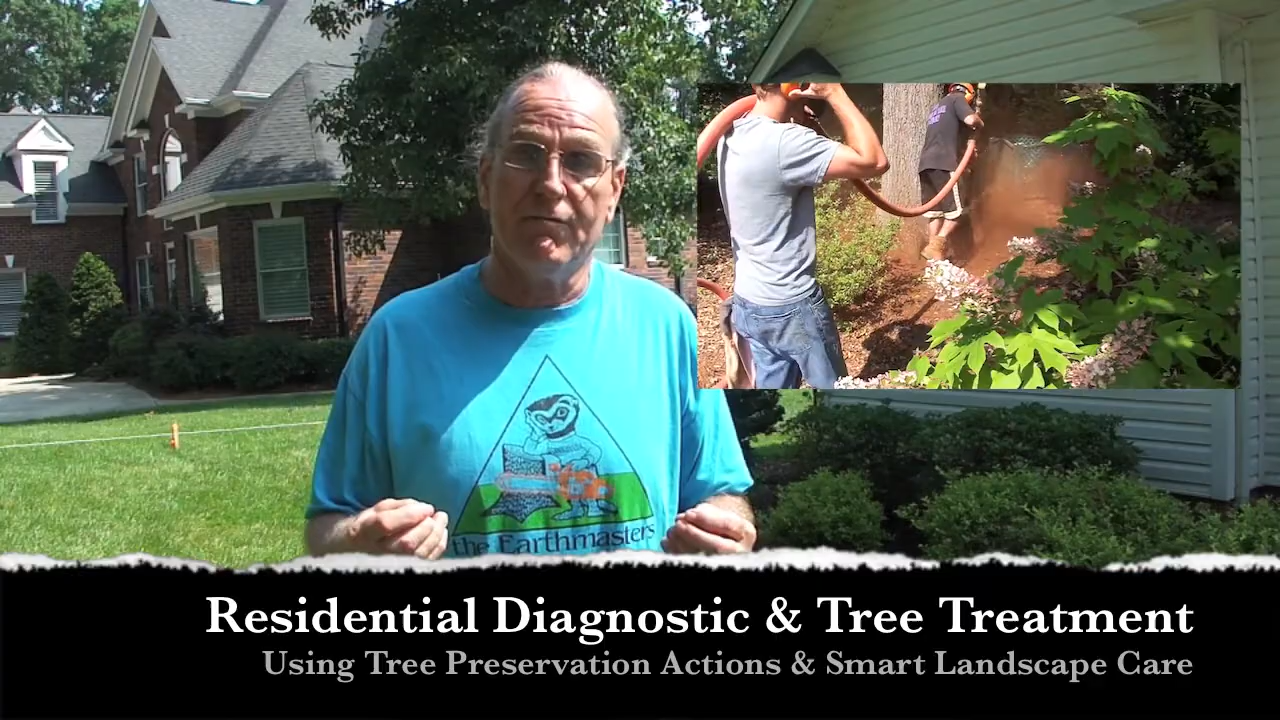 the Earthmasters
Residential Diagnostic & Tree Treatment
Using Tree Preservation Actions & Smart Landscape Care